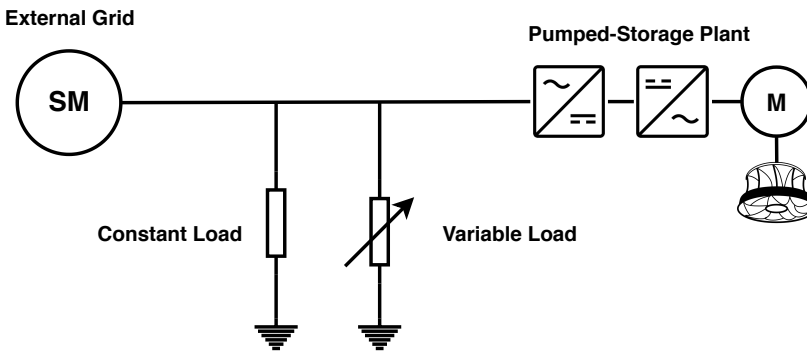 External Grid
Pumped-Storage Plant
SM
M
Constant Load
Variable Load